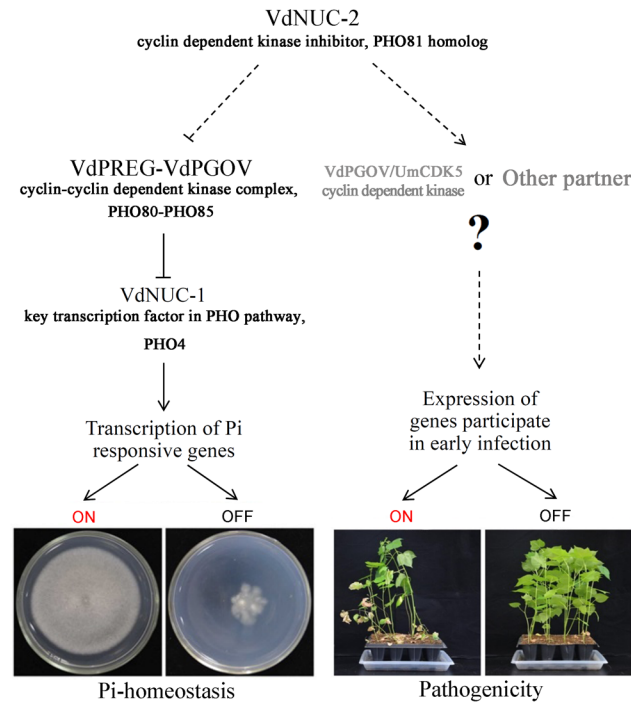 VdNUC-2
cyclin dependent kinase inhibitor, PHO81 homolog
VdPREG-VdPGOV
cyclin-cyclin dependent kinase complex,
PHO80-PHO85
VdPGOV/UmCDK5 or Other partner
cyclin dependent kinase
?
VdNUC-1
key transcription factor in PHO pathway,
PHO4
Transcription of Pi
responsive genes
Expression of
genes participate
in early infection
ON OFF
ON OFF
Pi-homeostasis
Pathogenicity